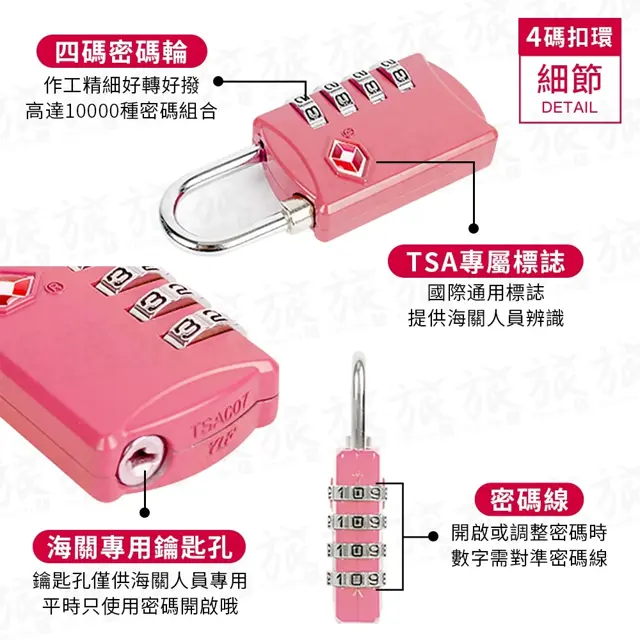 四碼密碼輪
作工精細好轉好撥
高達10000種密碼組合
4碼扣環
細節
DETAIL
TSA專屬標誌
國際通用標誌
提供海關人員辨識
TSA007
海關專用鑰匙孔
鑰匙孔僅供海關人員專用
平時只使用密碼開啟哦
密碼線
開啟或調整密碼時
數字需對準密碼線
109
109
109
109